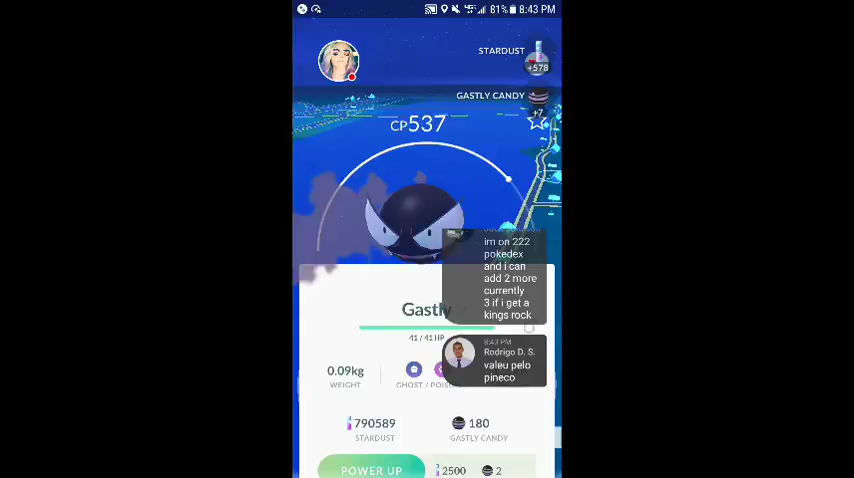 81% 8:43 PM
STARDUST
+578
GASTLY CANDY
+7
CP537
im on 222
pokedex
and i can
add 2 more
currently
3 if i get a
kings rock
Gastly
41 / 41 HP
8:43 PM
Rodrigo D. S.
valeu pelo
pineco
0.09kg
WEIGHT
GHOST /
790589
STARDUST
180
GASTLY CANDY
POWER UP
2500
2